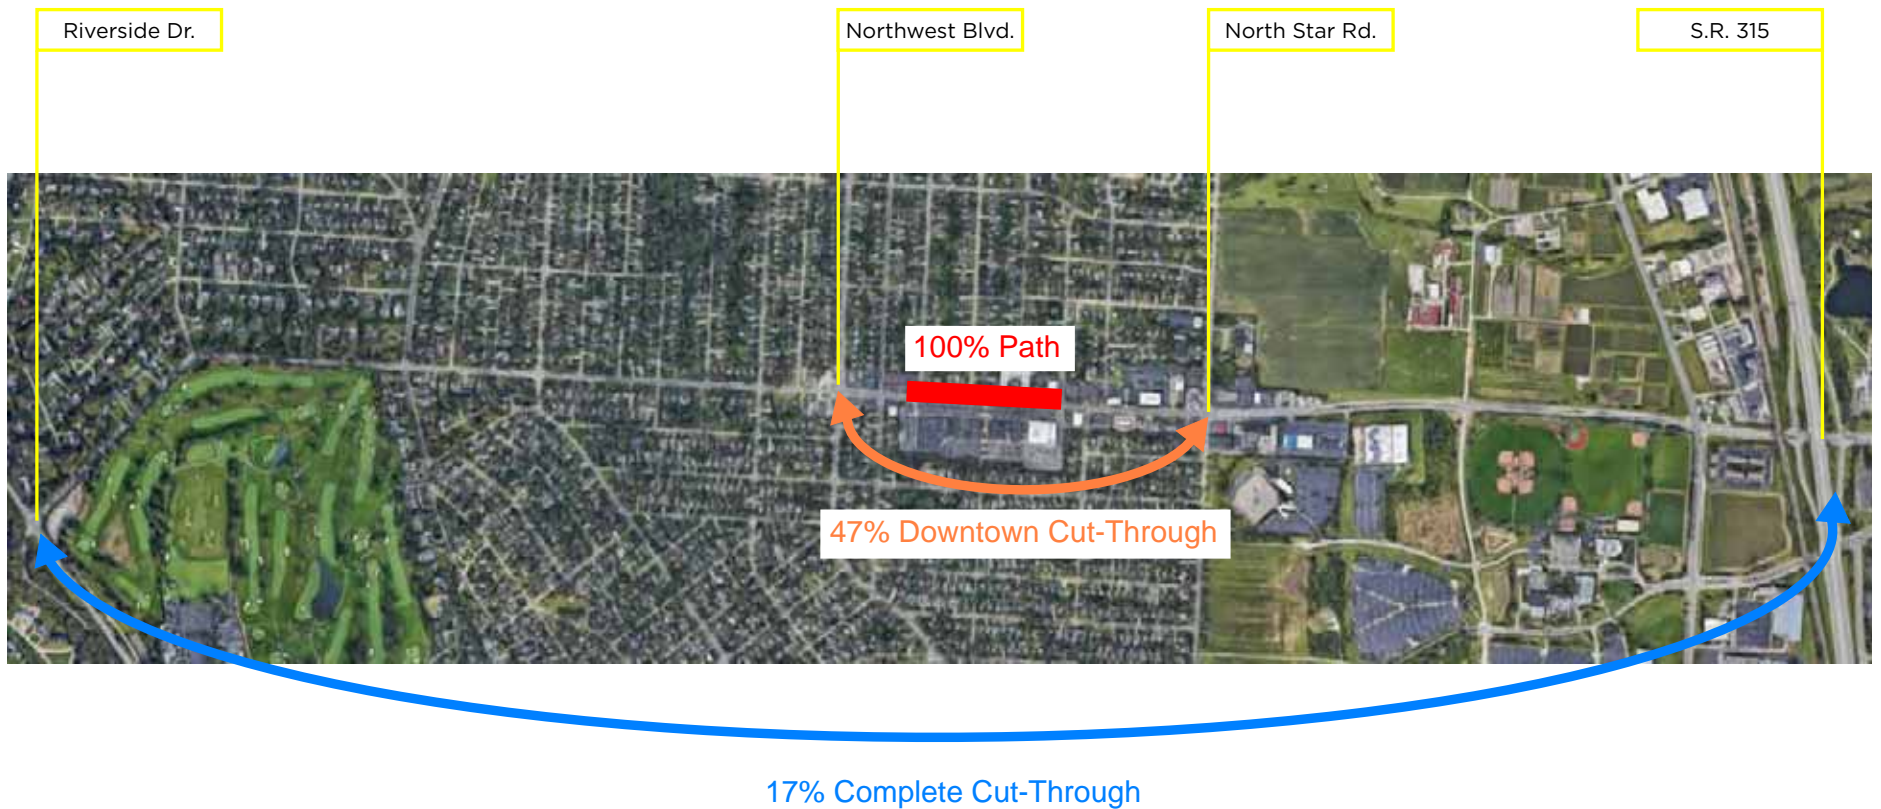 Riverside Dr.
Northwest Blvd.
North Star Rd.
S.R. 315
100% Path
47% Downtown Cut-Through
17% Complete Cut-Through